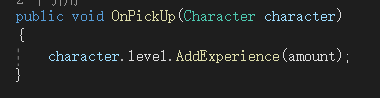 public void OnPickUp(Character character)
{
character.level.AddExperience(amount);
}